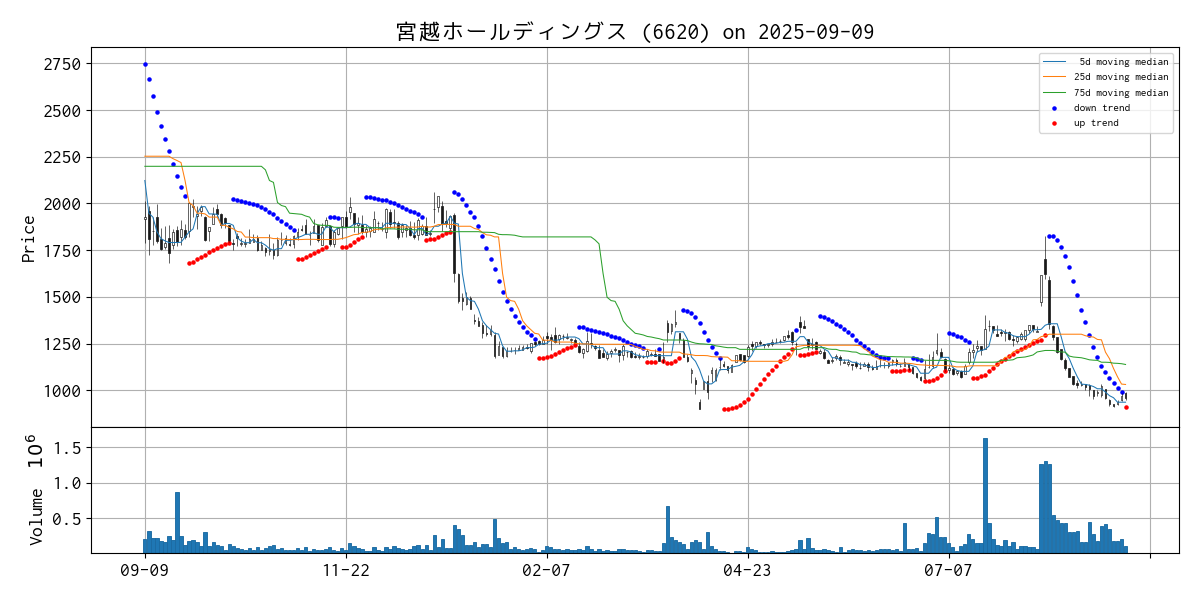 宮越ホールディングス (6620) on 2025-09-09
Price
2750
2500
2250
2000
1750
1500
1250
1000
5d moving median
25d moving median
75d moving median
down trend
up trend
Volume 10^6
1.5
1.0
0.5
09-09
11-22
02-07
04-23
07-07